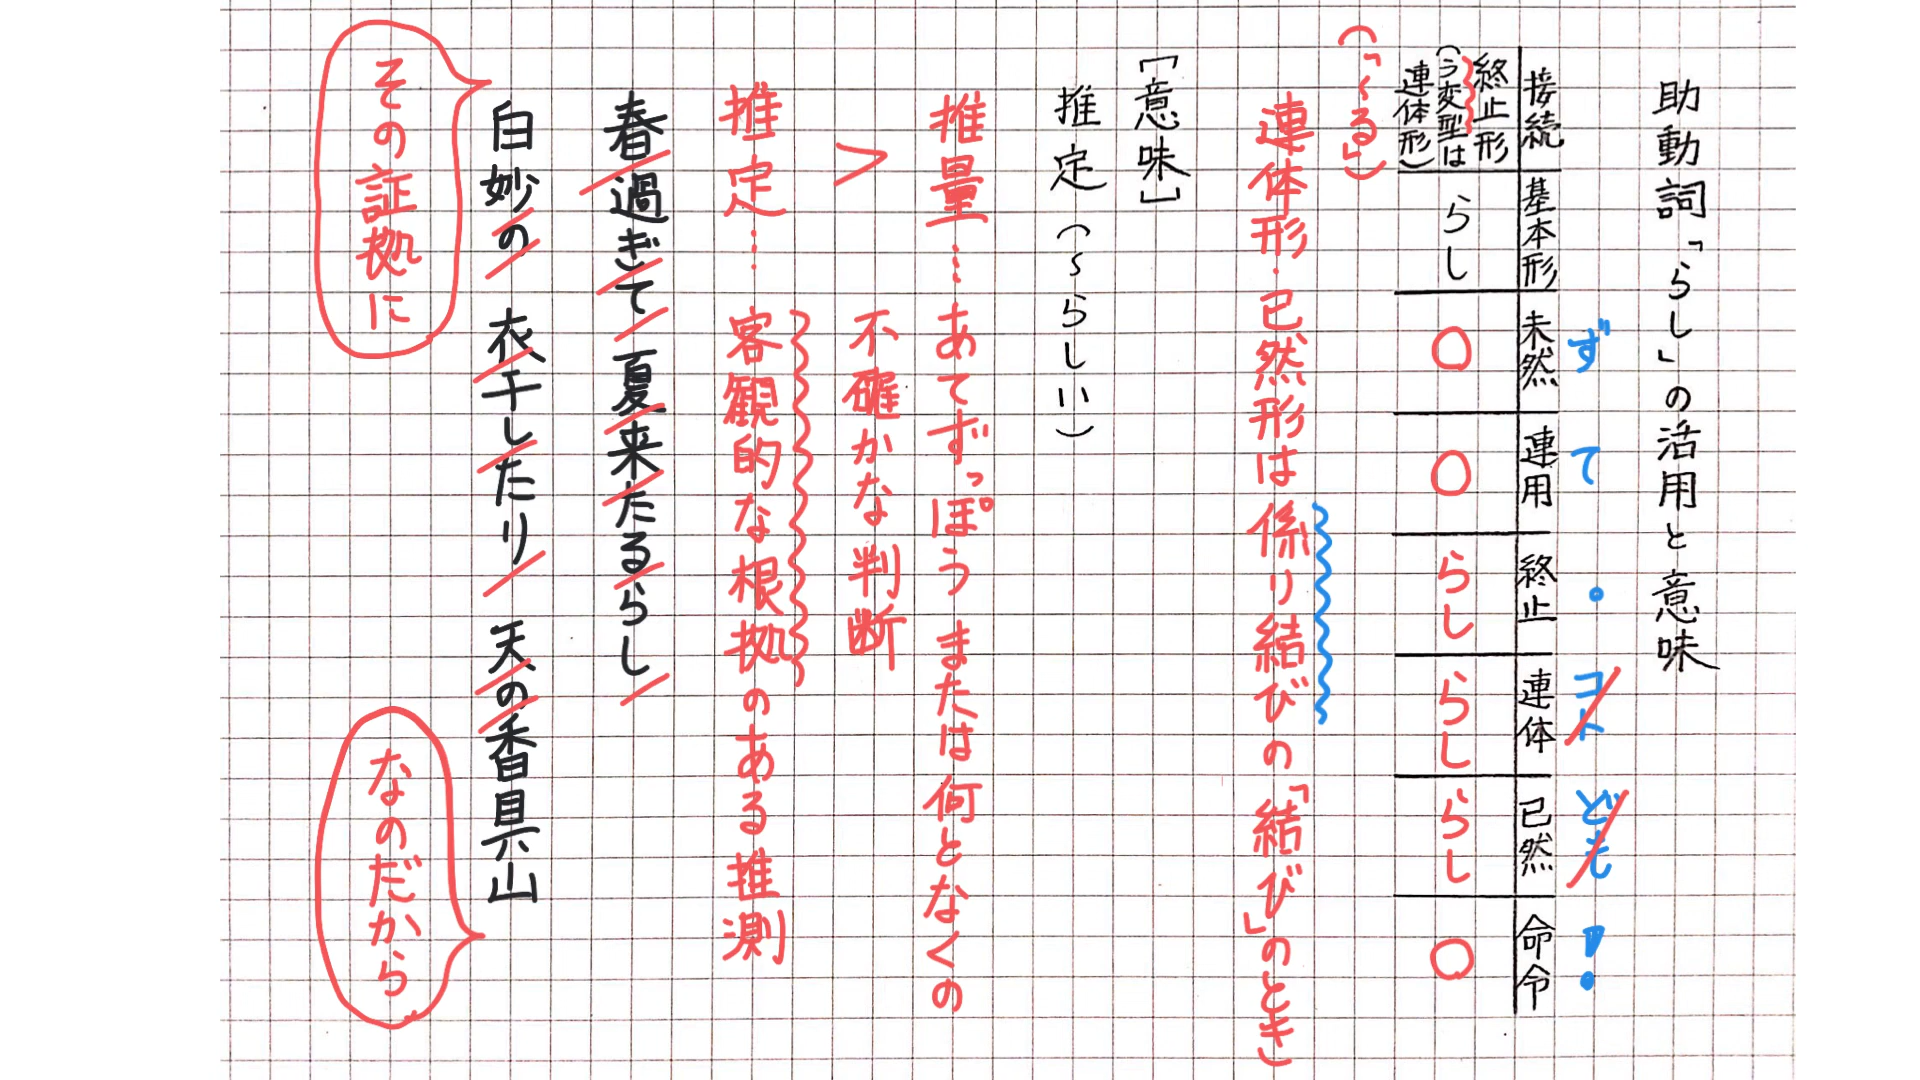 助動詞「らし」の活用と意味
ず
て
。
コト
ども
！
接続
基本形
未然
運用
終止
連体
已然
命令
終止形
（ラ変型は
連体形）
らし
○
○
らし
らし
らし
○
（「くる」）
連体形・已然形は係り結びの「結び」のとき
［意味］
推定（〜らしい）
推量…あてずっぽうまたは何となくの
不確かな判断
＞
推定…客観的な根拠のある推測
春過ぎて夏来たるらし
白妙の衣干したり天の香具山
その証拠に
なのだから